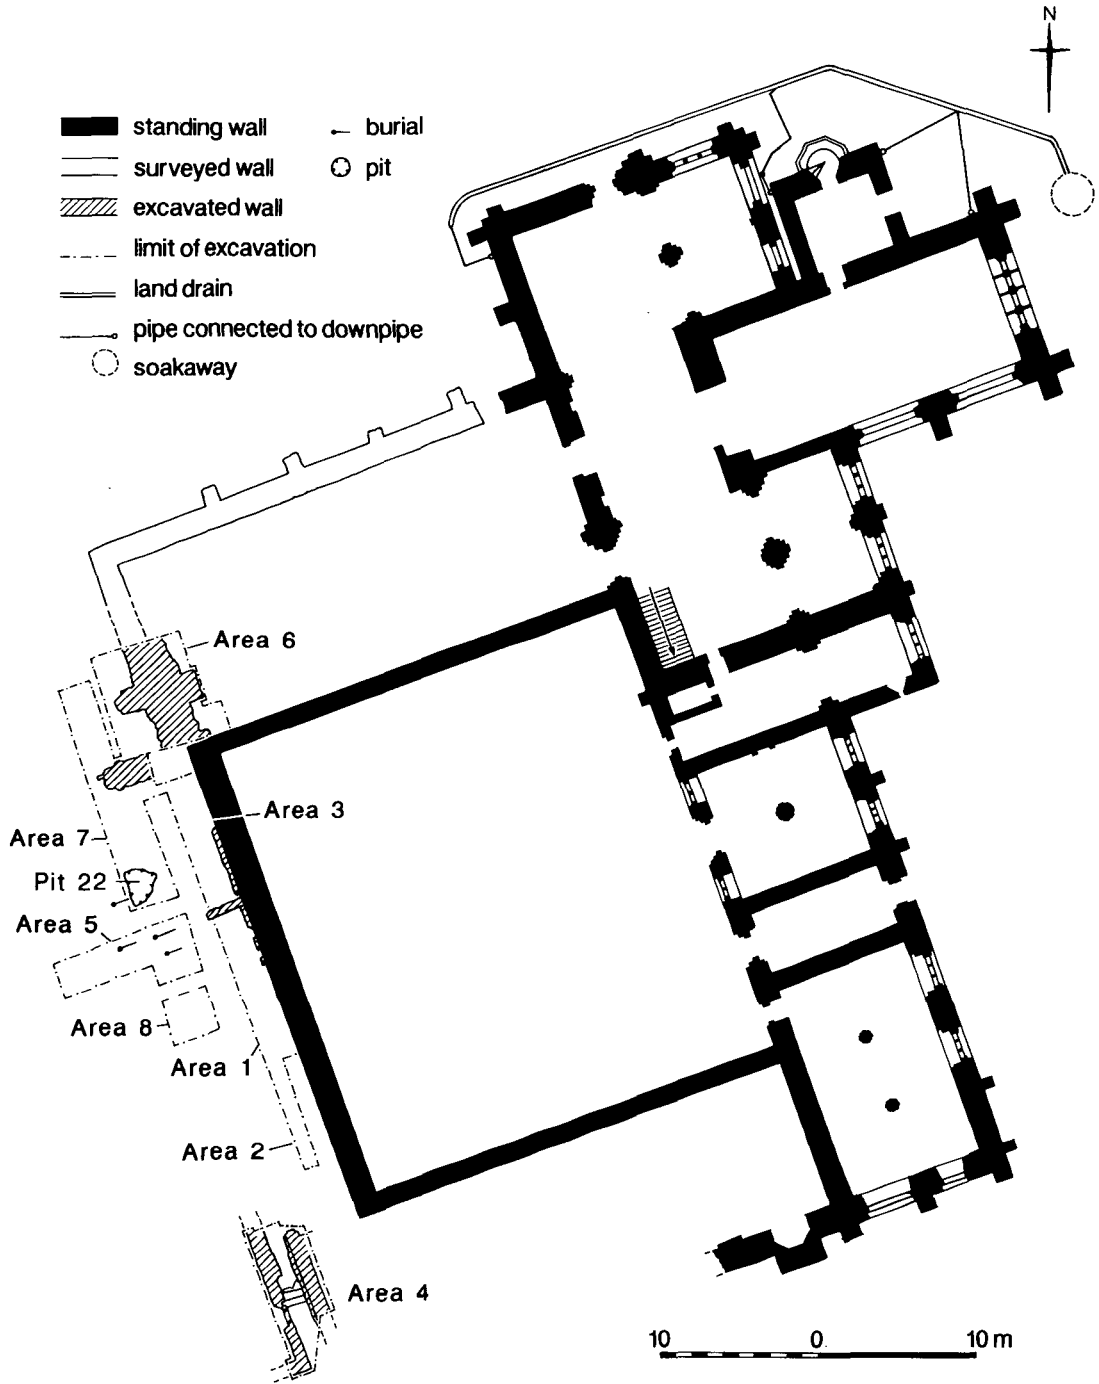 N
standing wall
burial
surveyed wall
pit
excavated wall
limit of excavation
land drain
pipe connected to downpipe
soakaway
Area 6
Area 3
Area 7
Pit 22
Area 5
Area 8
Area 1
Area 2
Area 4
10 0 10 m